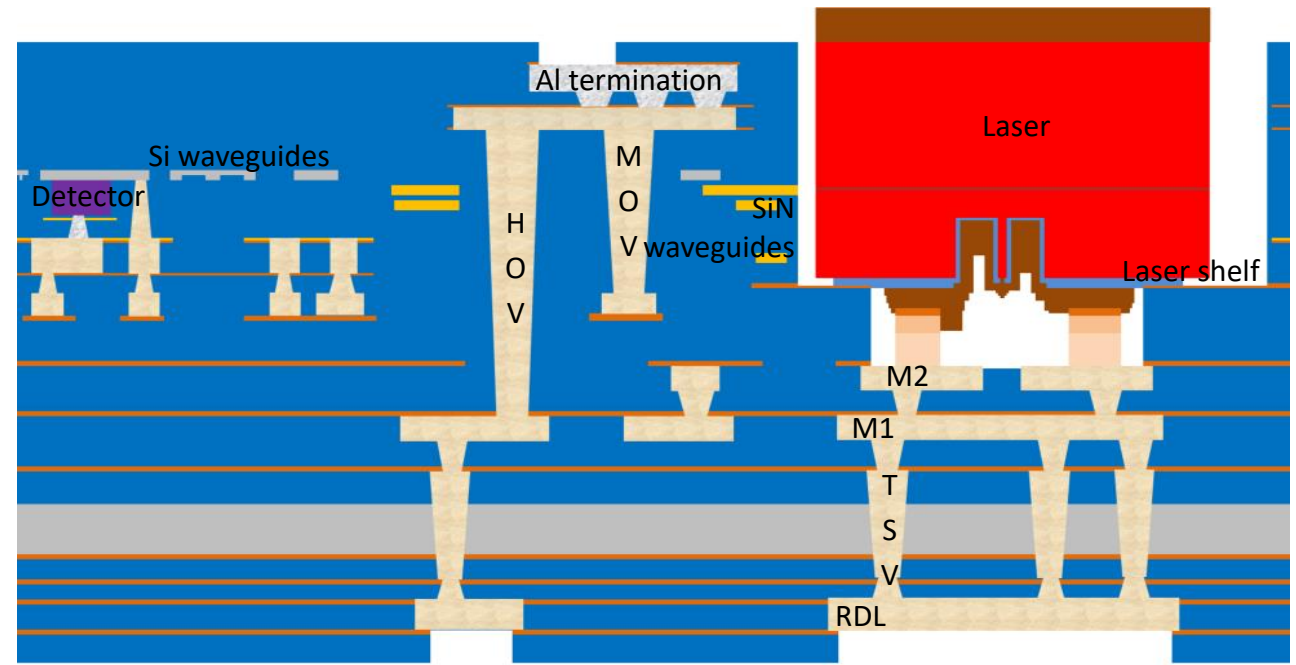 Al termination
Laser
Si waveguides
Detector
M
O
V
H
O
V
SiN
waveguides
Laser shelf
M2
M1
T
S
V
RDL